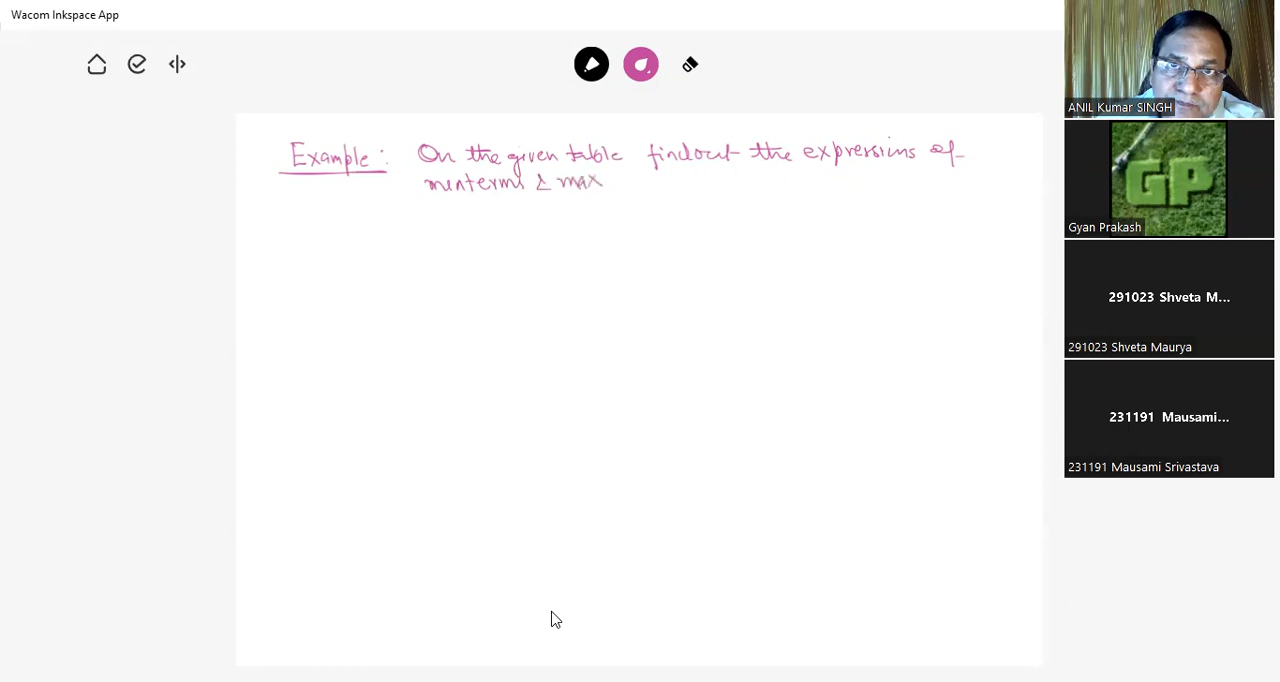 Wacom Inkspace App
Example: On the given table findout the expressions of
minterms & max
ANIL Kumar SINGH
GP
Gyan Prakash
291023 Shveta M...
291023 Shveta Maurya
231191 Mausami...
231191 Mausami Srivastava